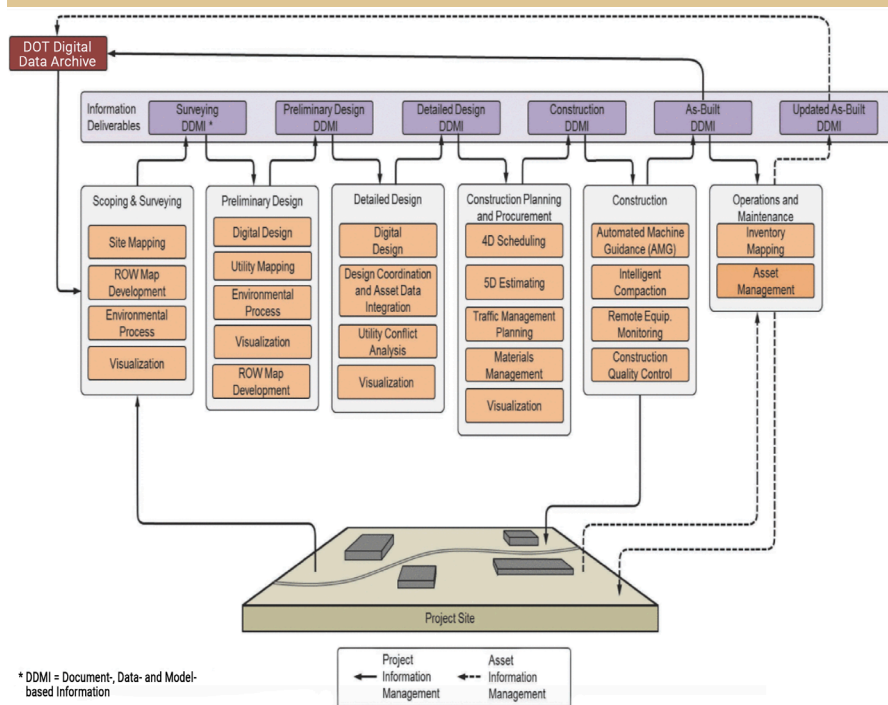 DOT Digital
Data Archive
Information
Deliverables
Surveying
DDMI *
Preliminary Design
DDMI
Detailed Design
DDMI
Construction
DDMI
As-Built
DDMI
Updated As-Built
DDMI
Scoping & Surveying
Site Mapping
ROW Map
Development
Environmental
Process
Visualization
Preliminary Design
Digital Design
Utility Mapping
Environmental
Process
Visualization
ROW Map
Development
Detailed Design
Digital
Design
Design Coordination
and Asset Data
Integration
Utility Conflict
Analysis
Visualization
Construction Planning
and Procurement
4D Scheduling
5D Estimating
Traffic Management
Planning
Materials
Management
Visualization
Construction
Automated Machine
Guidance (AMG)
Intelligent
Compaction
Remote Equip.
Monitoring
Construction
Quality Control
Operations and
Maintenance
Inventory
Mapping
Asset
Management
Project Site
Project
Information
Management
Asset
Information
Management
* DDMI = Document-, Data- and Model-
based Information